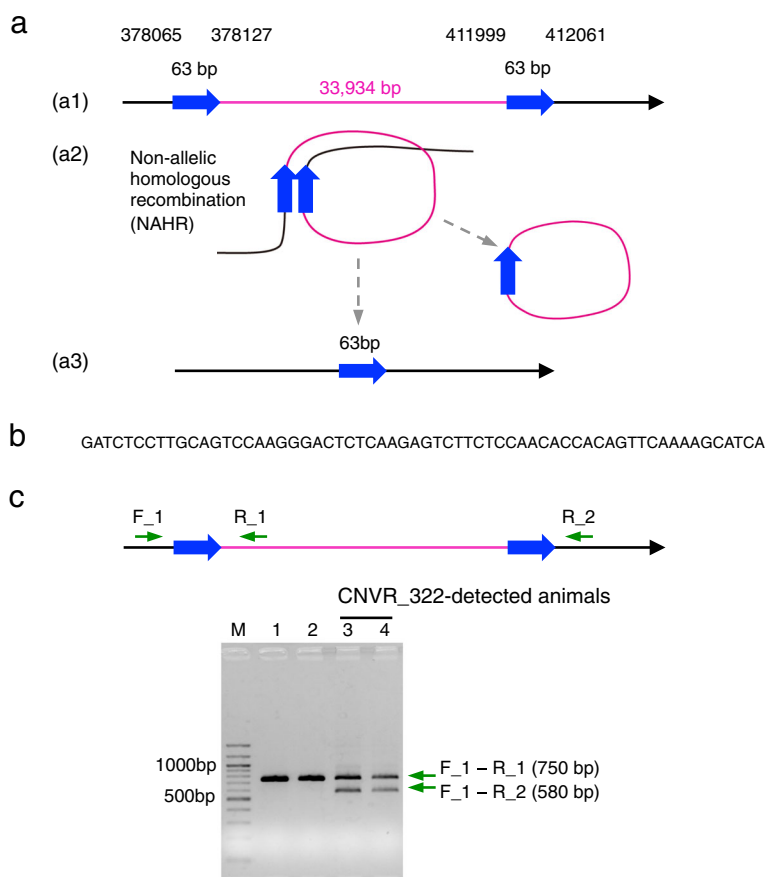 a
378065 378127 411999 412061
63 bp 63 bp
33,934 bp
(a1)
(a2)
Non-allelic
homologous
recombination
(NAHR)
63bp
(a3)
b
GATCTCCTTGCAGTCCAAGGGACTCTCAAGAGTCTTCTCCAACACCACAGTTCAAAAGCATCA
c
F_1 R_1 R_2
CNVR_322-detected animals
M 1 2 3 4
1000bp
F_1 – R_1 (750 bp)
500bp
F_1 – R_2 (580 bp)